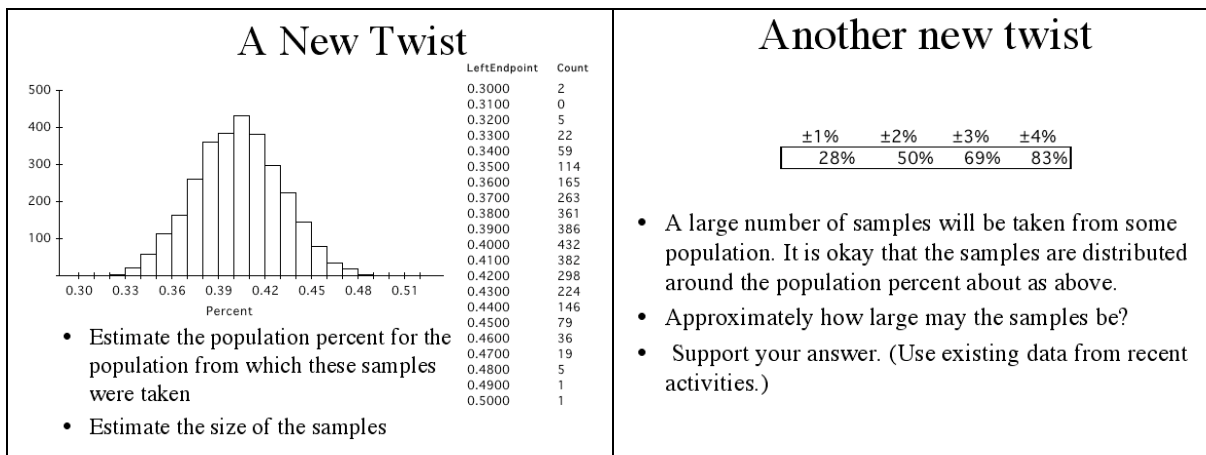 A New Twist
LeftEndpoint Count
0.3000 2
0.3100 0
0.3200 5
0.3300 22
0.3400 59
0.3500 114
0.3600 165
0.3700 263
0.3800 361
0.3900 386
0.4000 432
0.4100 382
0.4200 298
0.4300 224
0.4400 146
0.4500 79
0.4600 36
0.4700 19
0.4800 5
0.4900 1
0.5000 1
500
400
300
200
100
0.30 0.33 0.36 0.39 0.42 0.45 0.48 0.51
Percent
• Estimate the population percent for the
population from which these samples
were taken
• Estimate the size of the samples
Another new twist
±1% ±2% ±3% ±4%
28% 50% 69% 83%
• A large number of samples will be taken from some
population. It is okay that the samples are distributed
around the population percent about as above.
• Approximately how large may the samples be?
• Support your answer. (Use existing data from recent
activities.)